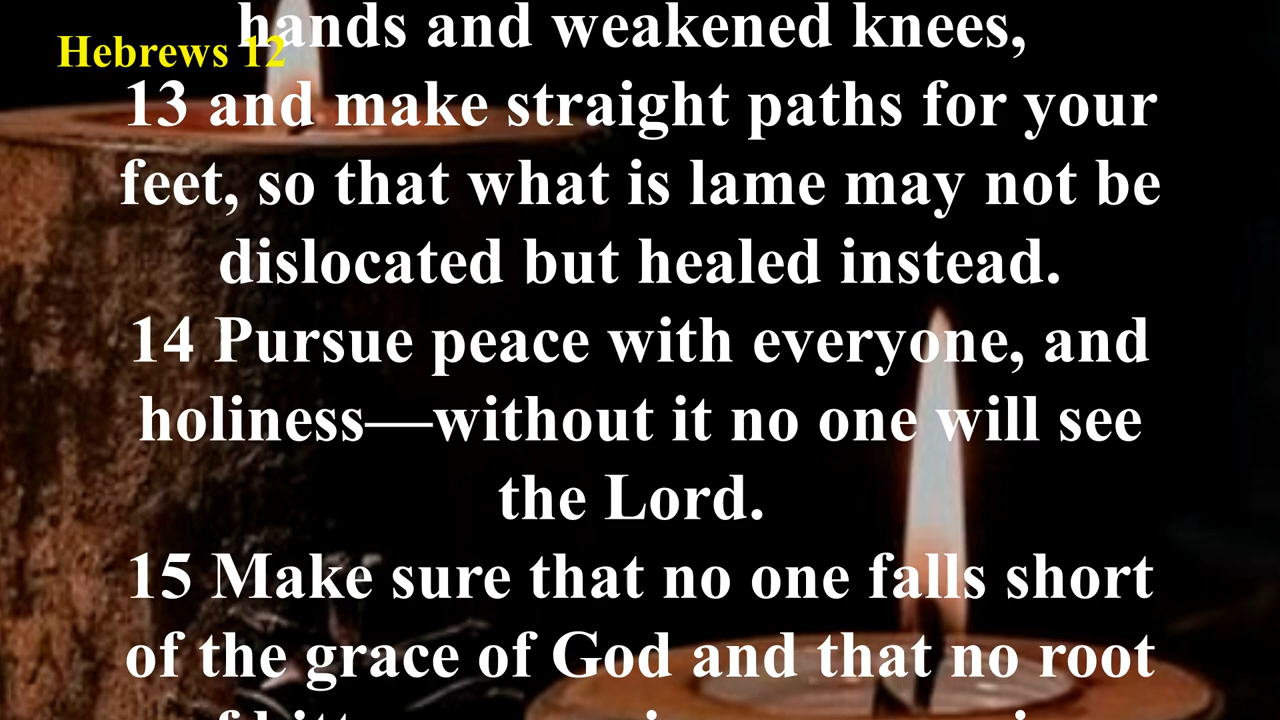 Hebrews 12
hands and weakened knees,
13 and make straight paths for your
feet, so that what is lame may not be
dislocated but healed instead.
14 Pursue peace with everyone, and
holiness—without it no one will see
the Lord.
15 Make sure that no one falls short
of the grace of God and that no root